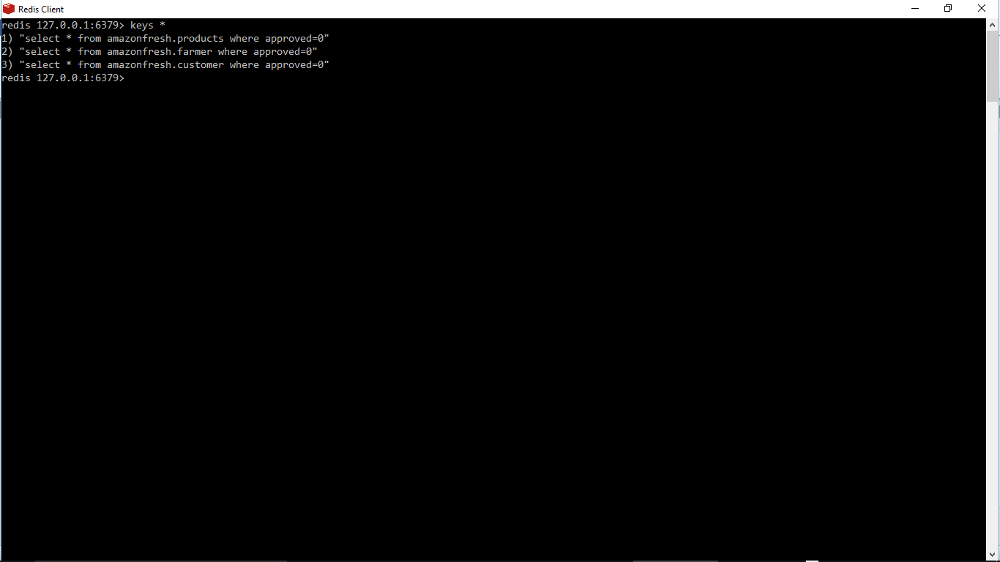 Redis Client
redis 127.0.0.1:6379> keys *
1) "select * from amazonfresh.products where approved=0"
2) "select * from amazonfresh.farmer where approved=0"
3) "select * from amazonfresh.customer where approved=0"
redis 127.0.0.1:6379>